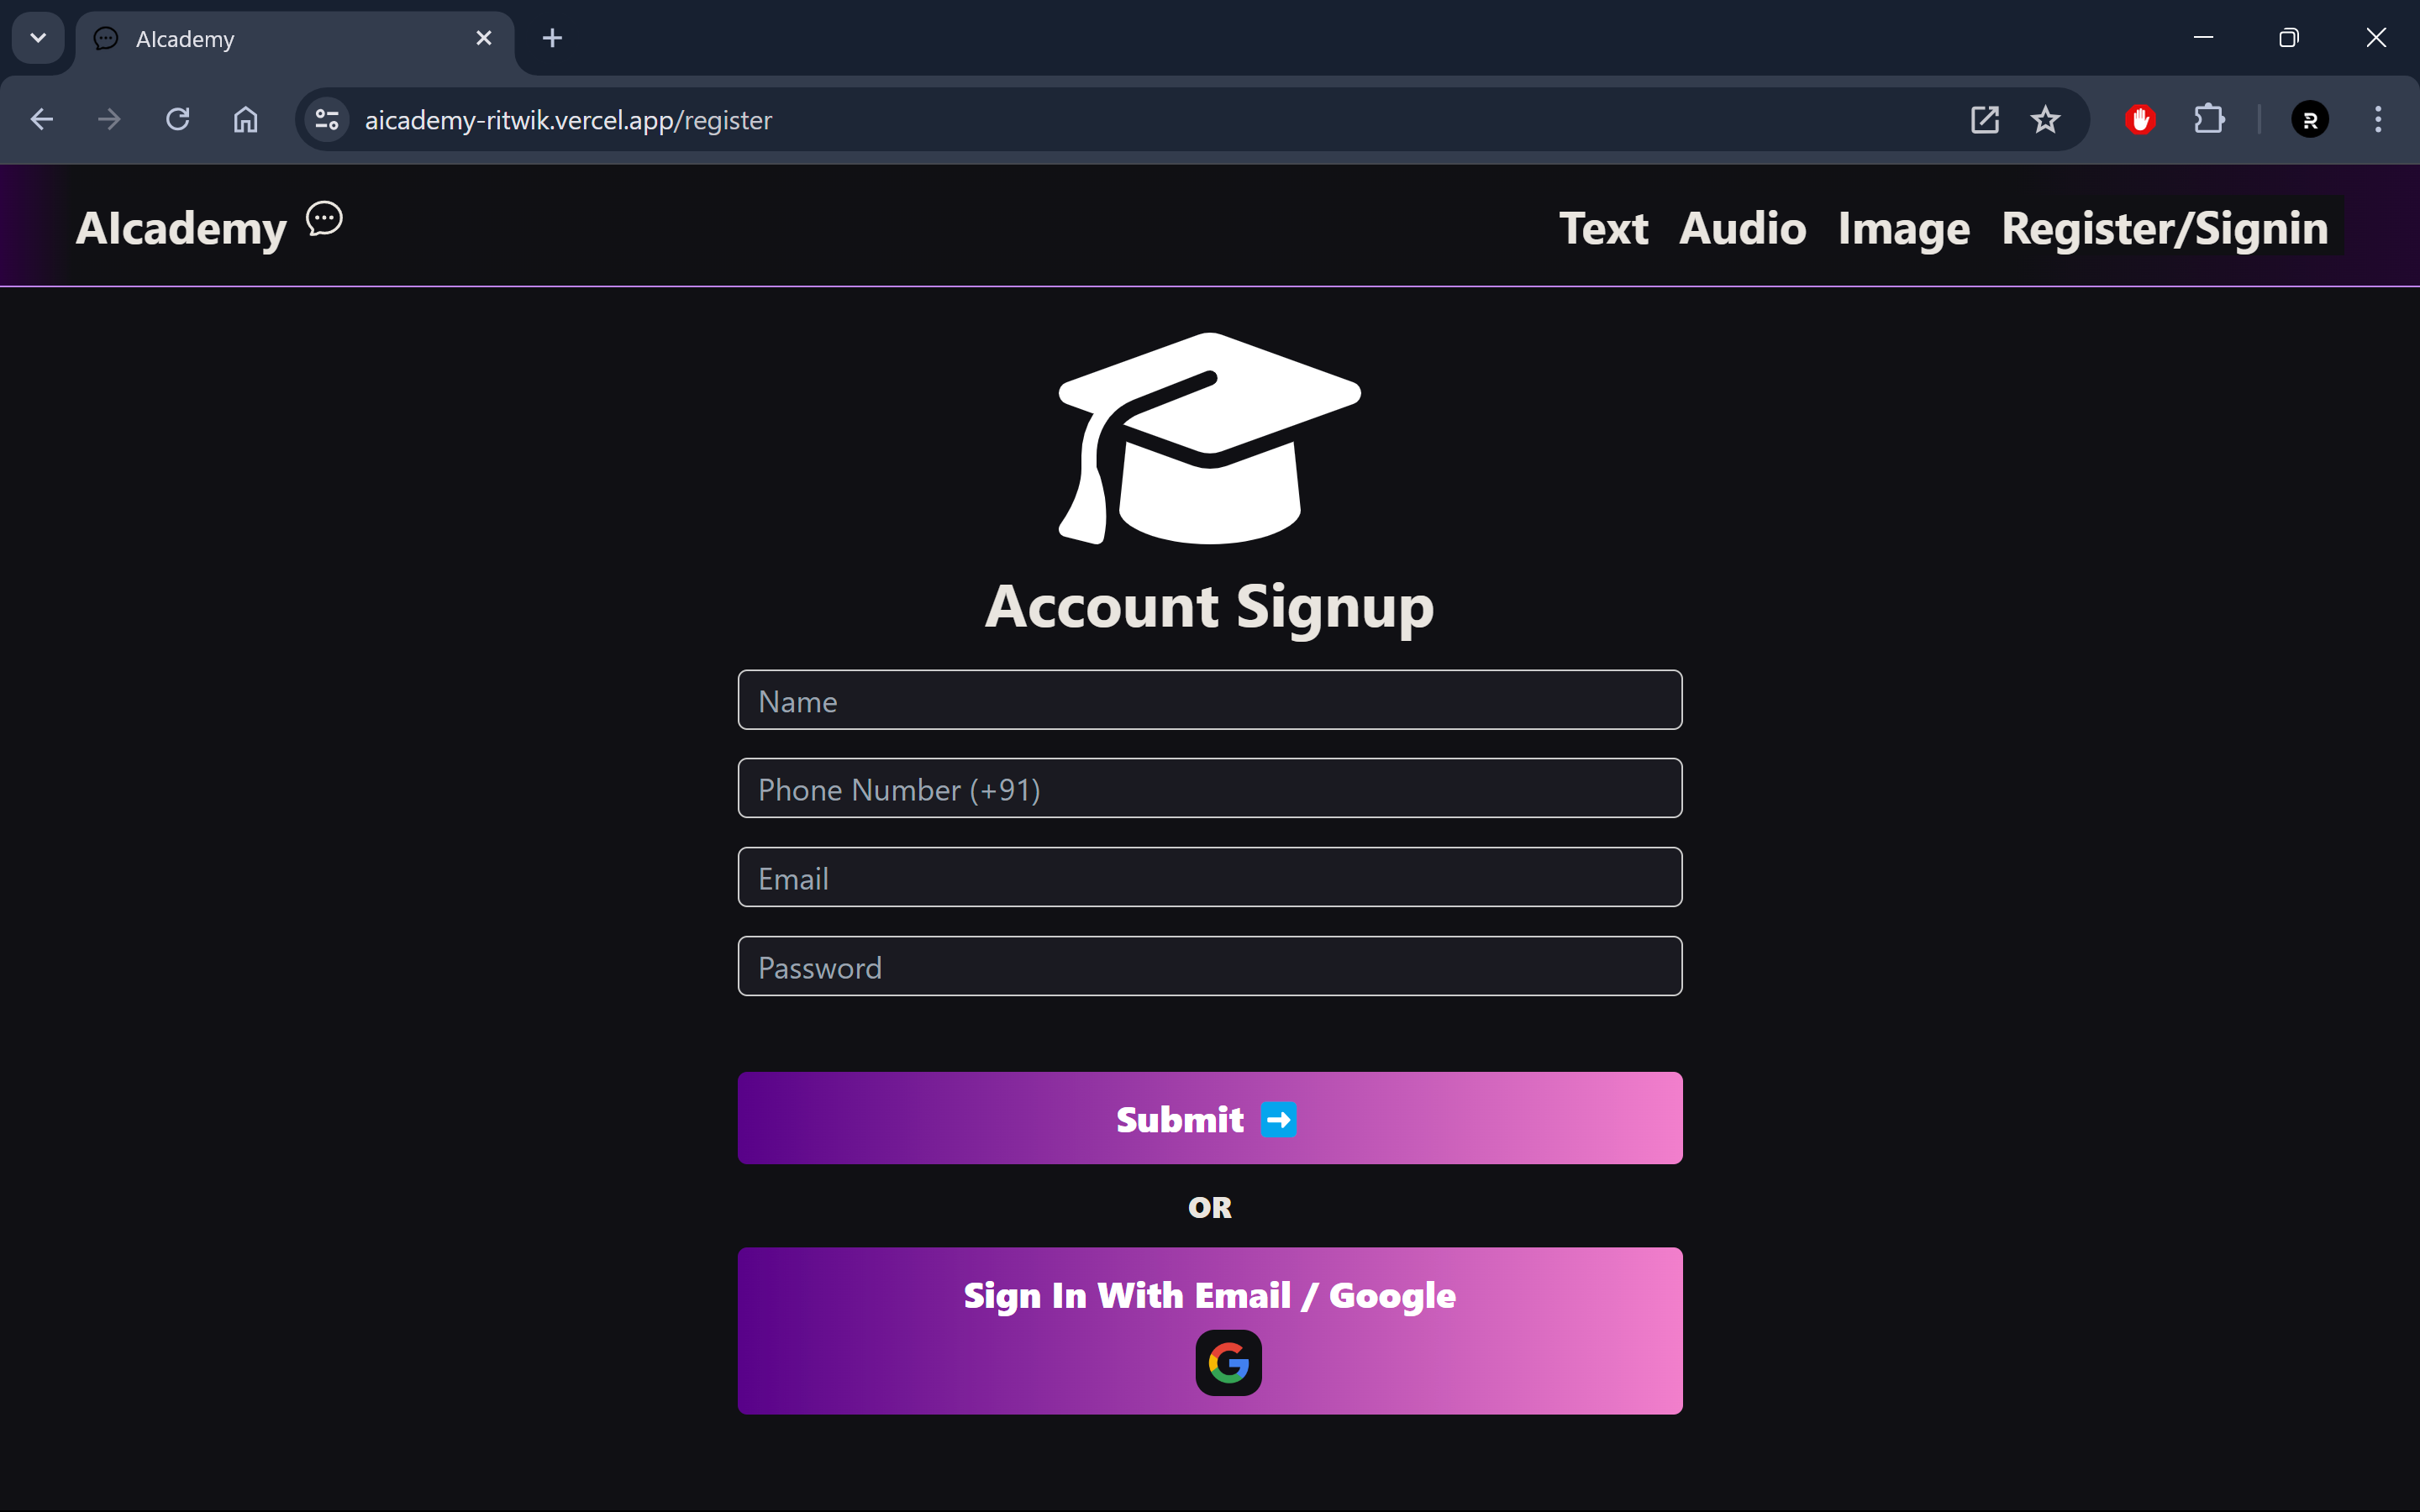 AIcademy
aicademy-ritwik.vercel.app/register
AIcademy
Text Audio Image Register/Signin
Account Signup
Name
Phone Number (+91)
Email
Password
Submit ➡️
OR
Sign In With Email / Google